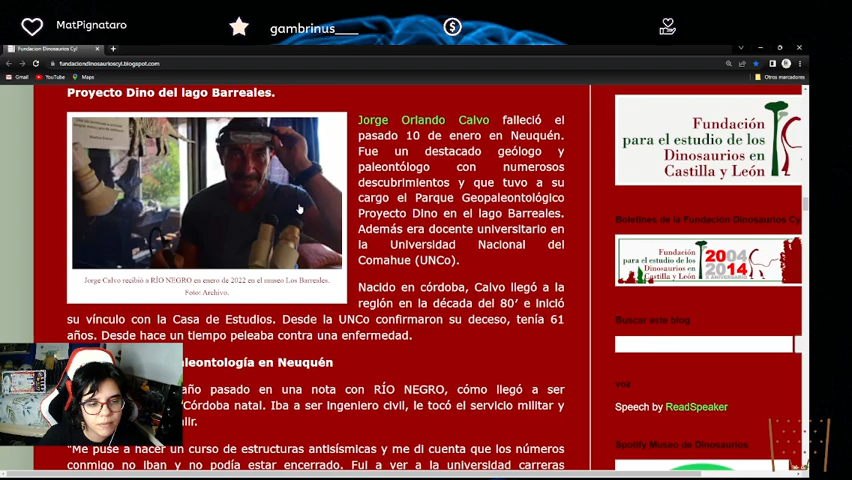 MatPignataro
gambrinus____
Fundacion Dinosaurios Cyl
fundaciondinosaurioscyl.blogspot.com
Gmail
YouTube
Maps
Otros marcadores
Proyecto Dino del lago Barreales.
Jorge Calvo recibió a RÍO NEGRO en enero de 2022 en el museo Los Barreales.
Foto: Archivo.
Jorge Orlando Calvo falleció el
pasado 10 de enero en Neuquén.
Fue un destacado geólogo y
paleontólogo con numerosos
descubrimientos y que tuvo a su
cargo el Parque Geopaleontológico
Proyecto Dino en el lago Barreales.
Además era docente universitario en
la Universidad Nacional del
Comahue (UNCo).
Nacido en córdoba, Calvo llegó a la
región en la década del 80’ e inició
su vínculo con la Casa de Estudios. Desde la UNCo confirmaron su deceso, tenía 61
años. Desde hace un tiempo peleaba contra una enfermedad.
paleontología en Neuquén
año pasado en una nota con RÍO NEGRO, cómo llegó a ser
Córdoba natal. Iba a ser ingeniero civil, le tocó el servicio militar y
"Me puse a hacer un curso de estructuras antisísmicas y me di cuenta que los números
conmigo no iban y no podía estar encerrado. Fui a ver a la universidad carreras
Fundación
para el estudio de los
Dinosaurios en
Castilla y León
Boletines de la Fundación Dinosaurios Cy
Fundación
para el estudio de los
Dinosaurios en
Castilla y León
2004
2014
X ANIVERSARIO
Buscar este blog
voz
Speech by ReadSpeaker
Spotify Museo de Dinosaurios